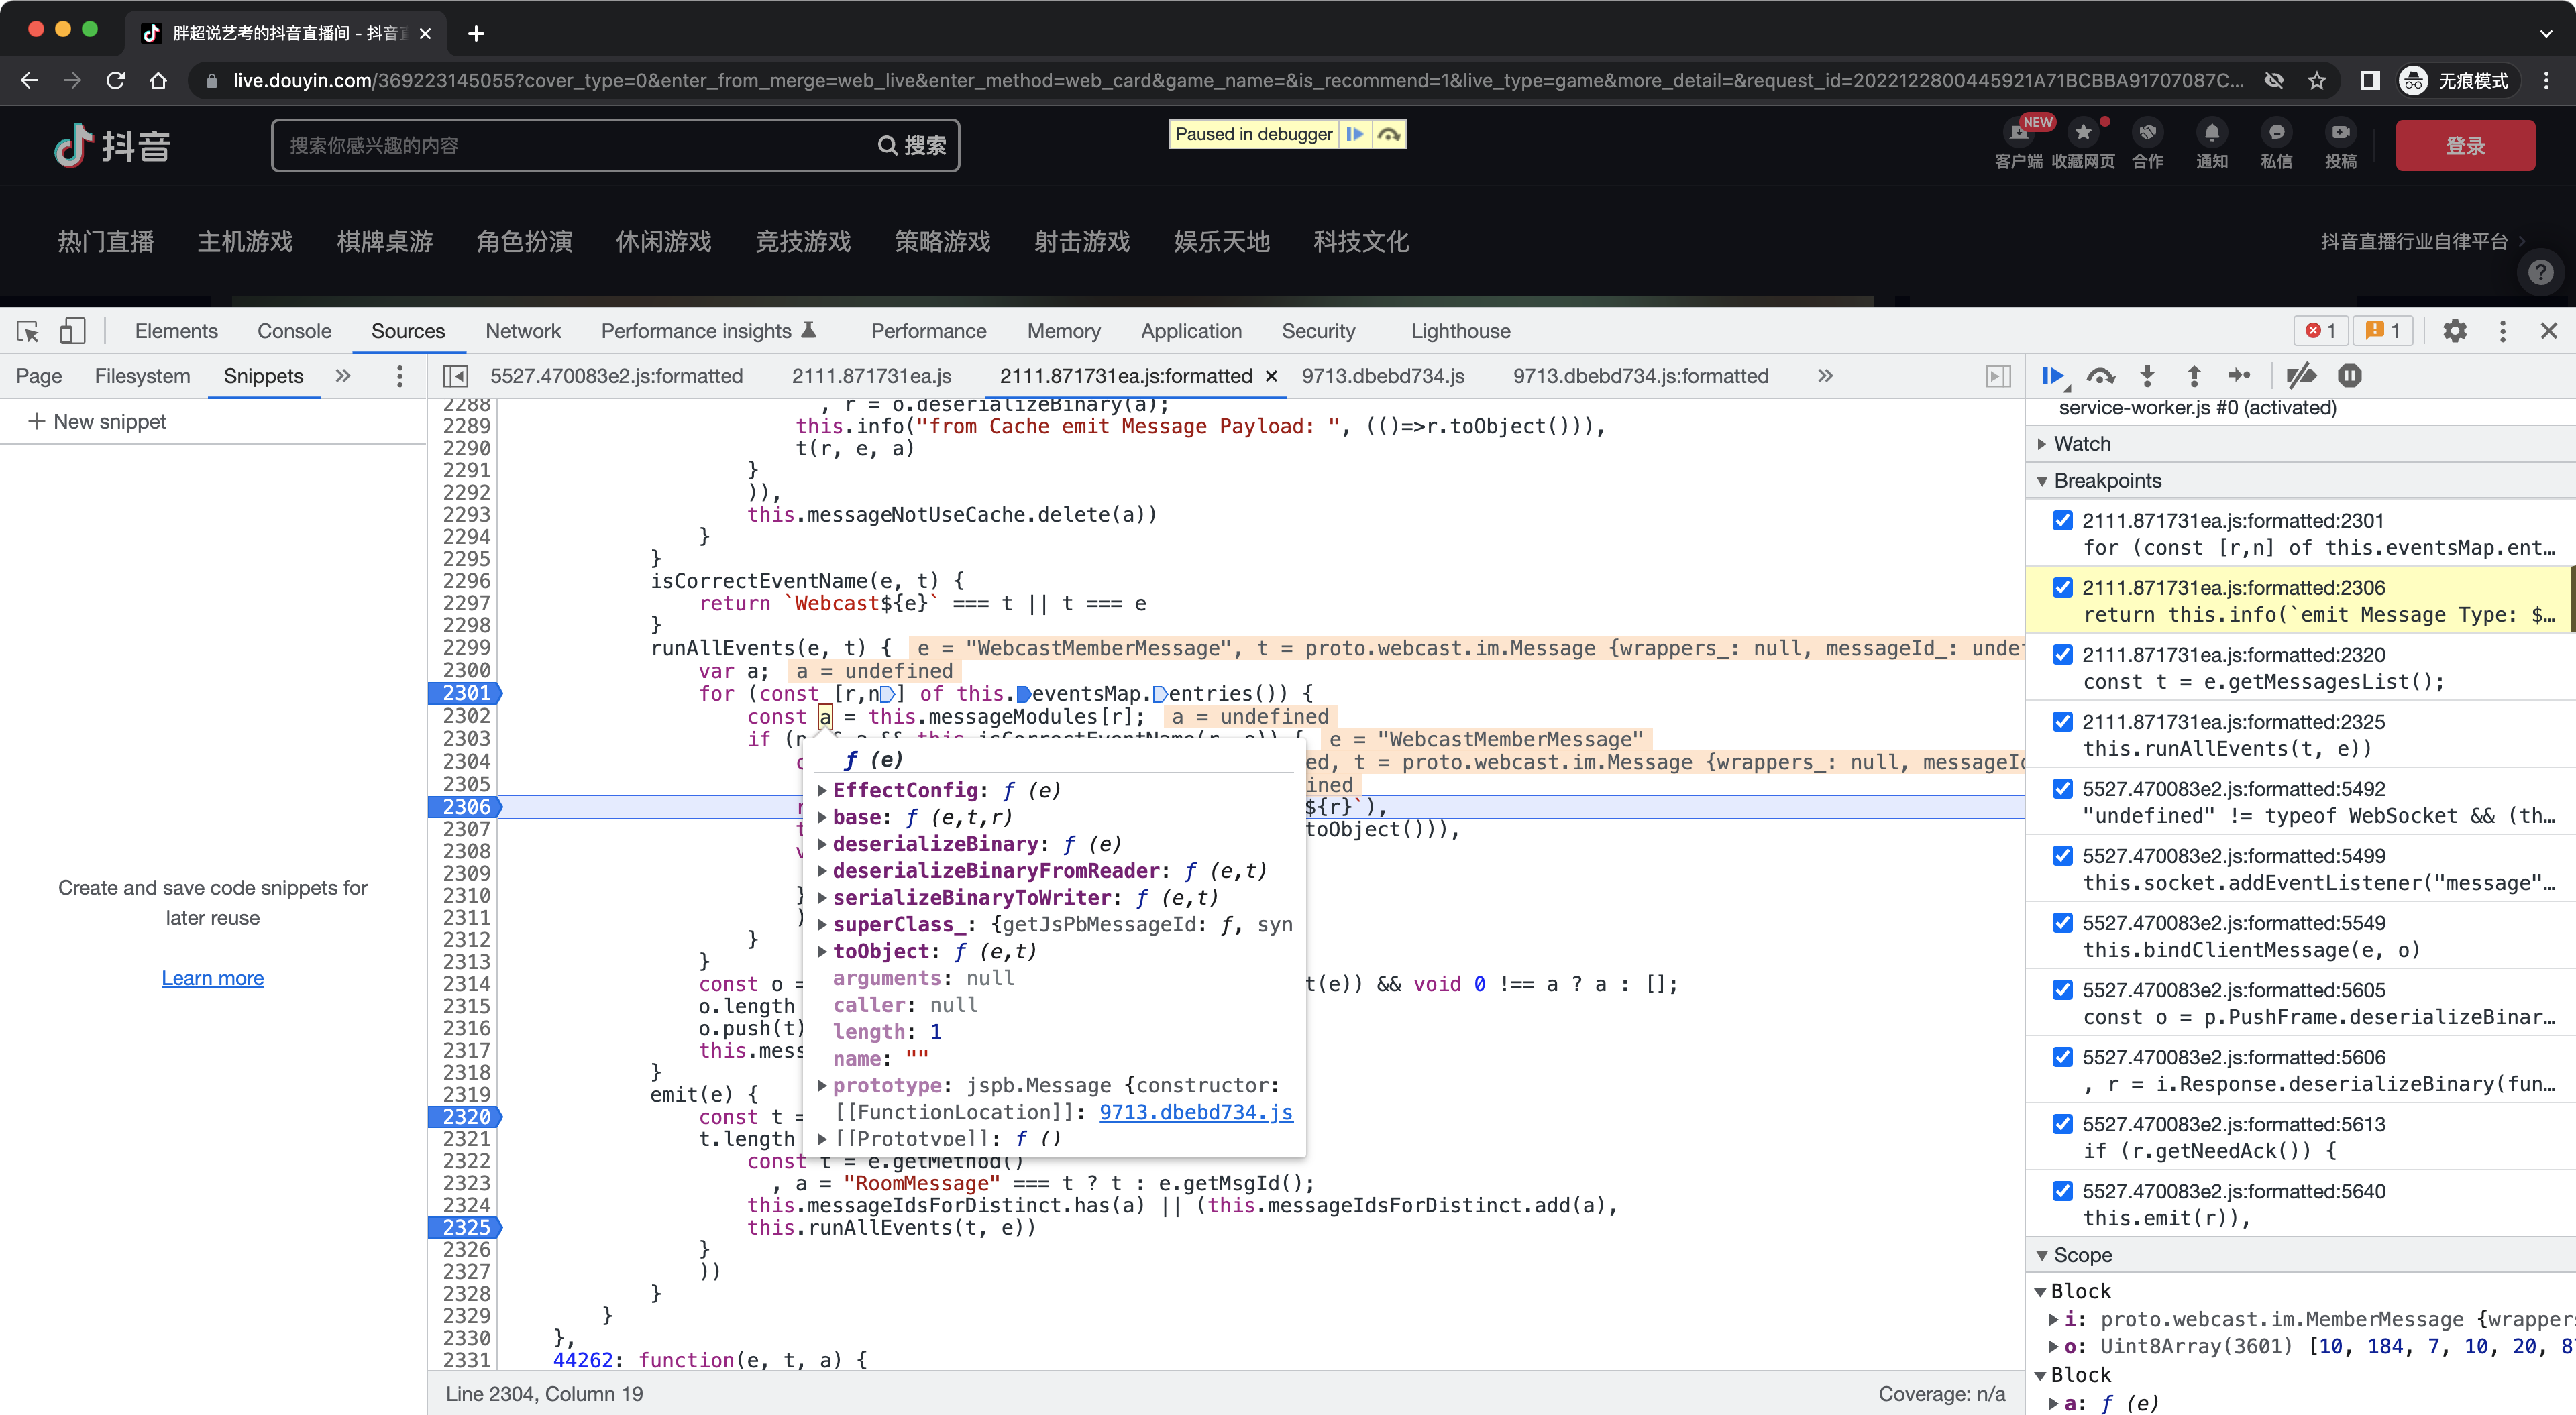 胖超说艺考的抖音直播间 - 抖音直
live.douyin.com/369223145055?cover_type=0&enter_from_merge=web_live&enter_method=web_card&game_name=&is_recommend=1&live_type=game&more_detail=&request_id=2022122800445921A71BCBBA91707087C... 无痕模式
抖音 搜索你感兴趣的内容 搜索 Paused in debugger NEW 客户端 收藏网页 合作 通知 私信 投稿 登录
热门直播 主机游戏 棋牌桌游 角色扮演 休闲游戏 竞技游戏 策略游戏 射击游戏 娱乐天地 科技文化 抖音直播行业自律平台
Elements Console Sources Network Performance insights Performance Memory Application Security Lighthouse 1 1
Page Filesystem Snippets
5527.470083e2.js:formatted 2111.871731ea.js 2111.871731ea.js:formatted 9713.dbebd734.js 9713.dbebd734.js:formatted
+ New snippet
Create and save code snippets for
later reuse
Learn more
2288 , r = o.deserializeBinary(a);
2289 this.info("from Cache emit Message Payload: ", (()=>r.toObject())),
2290 t(r, e, a)
2291 }
2292 )),
2293 this.messageNotUseCache.delete(a))
2294 }
2295 }
2296 isCorrectEventName(e, t) {
2297 return `Webcast${e}` === t || t === e
2298 }
2299 runAllEvents(e, t) { e = "WebcastMemberMessage", t = proto.webcast.im.Message {wrappers_: null, messageId_: undef
2300 var a; a = undefined
2301 for (const [r,n] of this.eventsMap.entries()) {
2302 const a = this.messageModules[r]; a = undefined
2303 if (n && a && this.isCorrectEventName(r, e)) { e = "WebcastMemberMessage"
2304 ed, t = proto.webcast.im.Message {wrappers_: null, messageId
2305 ined
2306 ${r}`),
2307 toObject())),
2308
2309
2310 }
2311 )
2312 }
2313 }
2314 const o = t(e)) && void 0 !== a ? a : [];
2315 o.length
2316 o.push(t)
2317 this.mess
2318 }
2319 emit(e) {
2320 const t =
2321 t.length
2322 const t = e.getMethod()
2323 , a = "RoomMessage" === t ? t : e.getMsgId();
2324 this.messageIdsForDistinct.has(a) || (this.messageIdsForDistinct.add(a),
2325 this.runAllEvents(t, e))
2326 }
2327 ))
2328 }
2329 }
2330 },
2331 44262: function(e, t, a) {
ƒ (e)
EffectConfig: ƒ (e)
base: ƒ (e,t,r)
deserializeBinary: ƒ (e)
deserializeBinaryFromReader: ƒ (e,t)
serializeBinaryToWriter: ƒ (e,t)
superClass_: {getJsPbMessageId: ƒ, syn
toObject: ƒ (e,t)
arguments: null
caller: null
length: 1
name: ""
prototype: jspb.Message {constructor:
[[FunctionLocation]]: 9713.dbebd734.js
[[Prototype]]: ƒ ()
Line 2304, Column 19 Coverage: n/a
service-worker.js #0 (activated)
Watch
Breakpoints
2111.871731ea.js:formatted:2301
for (const [r,n] of this.eventsMap.ent…
2111.871731ea.js:formatted:2306
return this.info(`emit Message Type: $…
2111.871731ea.js:formatted:2320
const t = e.getMessagesList();
2111.871731ea.js:formatted:2325
this.runAllEvents(t, e))
5527.470083e2.js:formatted:5492
"undefined" != typeof WebSocket && (th…
5527.470083e2.js:formatted:5499
this.socket.addEventListener("message"…
5527.470083e2.js:formatted:5549
this.bindClientMessage(e, o)
5527.470083e2.js:formatted:5605
const o = p.PushFrame.deserializeBinar…
5527.470083e2.js:formatted:5606
, r = i.Response.deserializeBinary(fun…
5527.470083e2.js:formatted:5613
if (r.getNeedAck()) {
5527.470083e2.js:formatted:5640
this.emit(r)),
Scope
Block
i: proto.webcast.im.MemberMessage {wrapper
o: Uint8Array(3601) [10, 184, 7, 10, 20, 8
Block
a: ƒ (e)